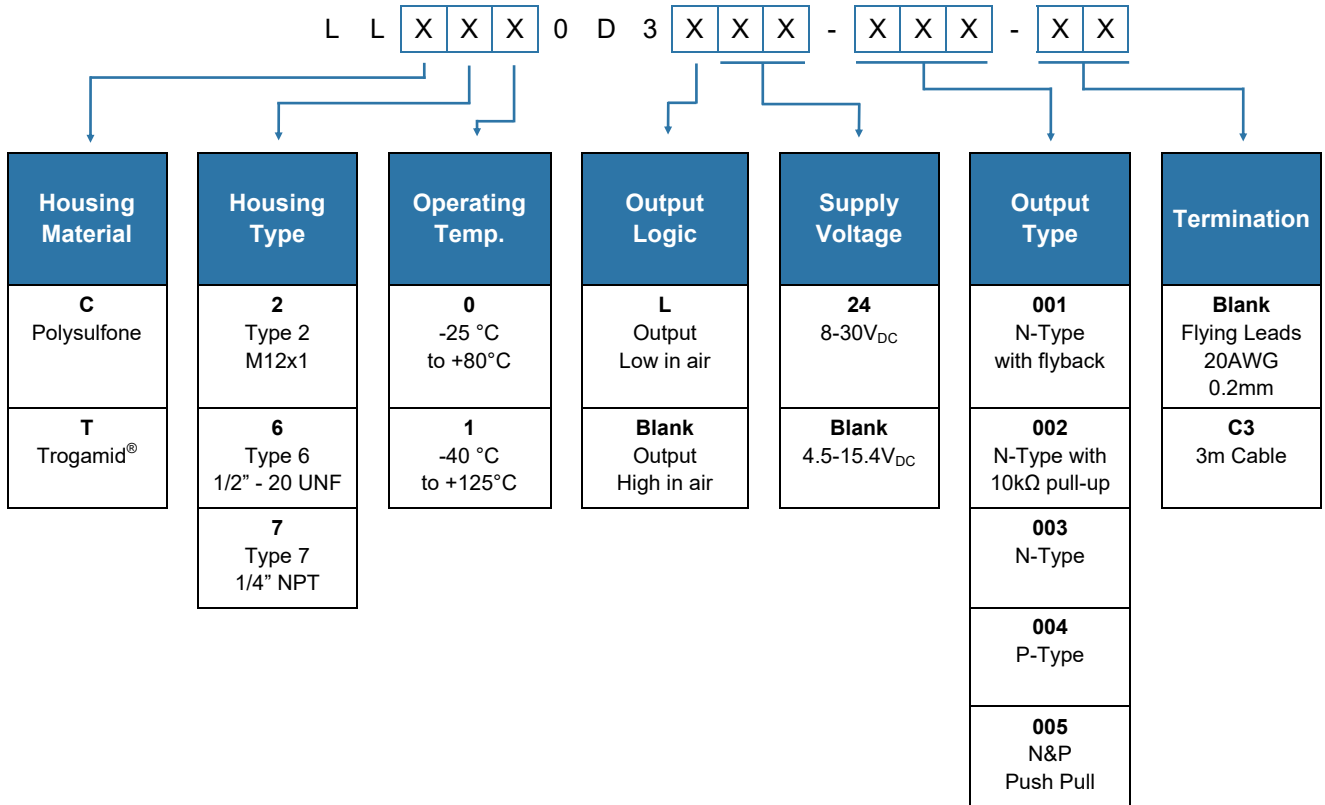 L L X X X 0 D 3 X X X - X X X - X X
Housing
Material
C
Polysulfone
T
Trogamid®
Housing
Type
2
Type 2
M12x1
6
Type 6
1/2” - 20 UNF
7
Type 7
1/4” NPT
Operating
Temp.
0
-25 °C
to +80°C
1
-40 °C
to +125°C
Output
Logic
L
Output
Low in air
Blank
Output
High in air
Supply
Voltage
24
8-30VDC
Blank
4.5-15.4VDC
Output
Type
001
N-Type
with flyback
002
N-Type with
10kΩ pull-up
003
N-Type
004
P-Type
005
N&P
Push Pull
Termination
Blank
Flying Leads
20AWG
0.2mm
C3
3m Cable